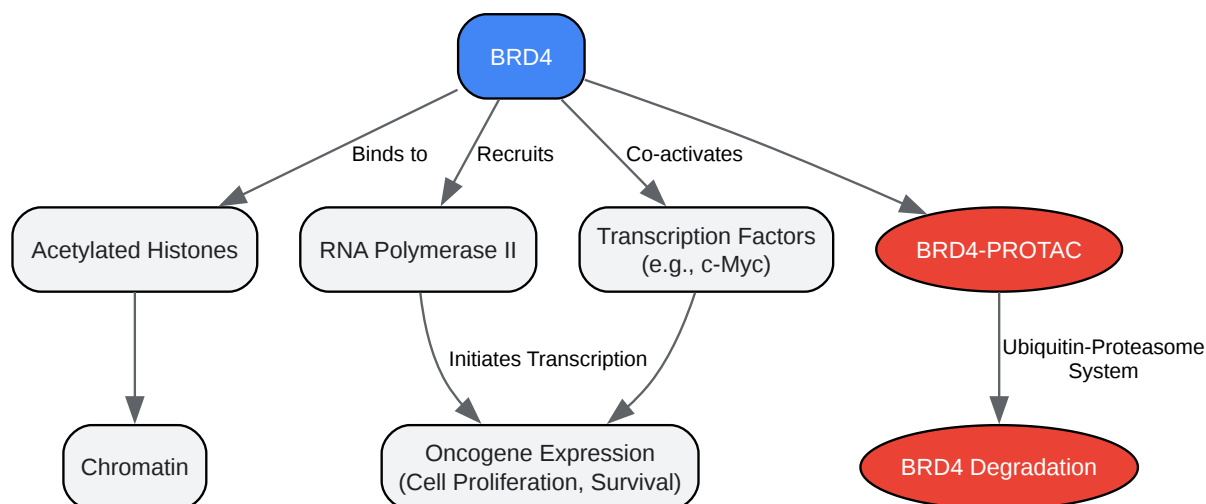 BRD4
Binds to
Recruits
Co-activates
Acetylated Histones
RNA Polymerase II
Transcription Factors
(e.g., c-Myc)
BRD4-PROTAC
Initiates Transcription
Ubiquitin-Proteasome
System
Chromatin
Oncogene Expression
(Cell Proliferation, Survival)
BRD4 Degradation